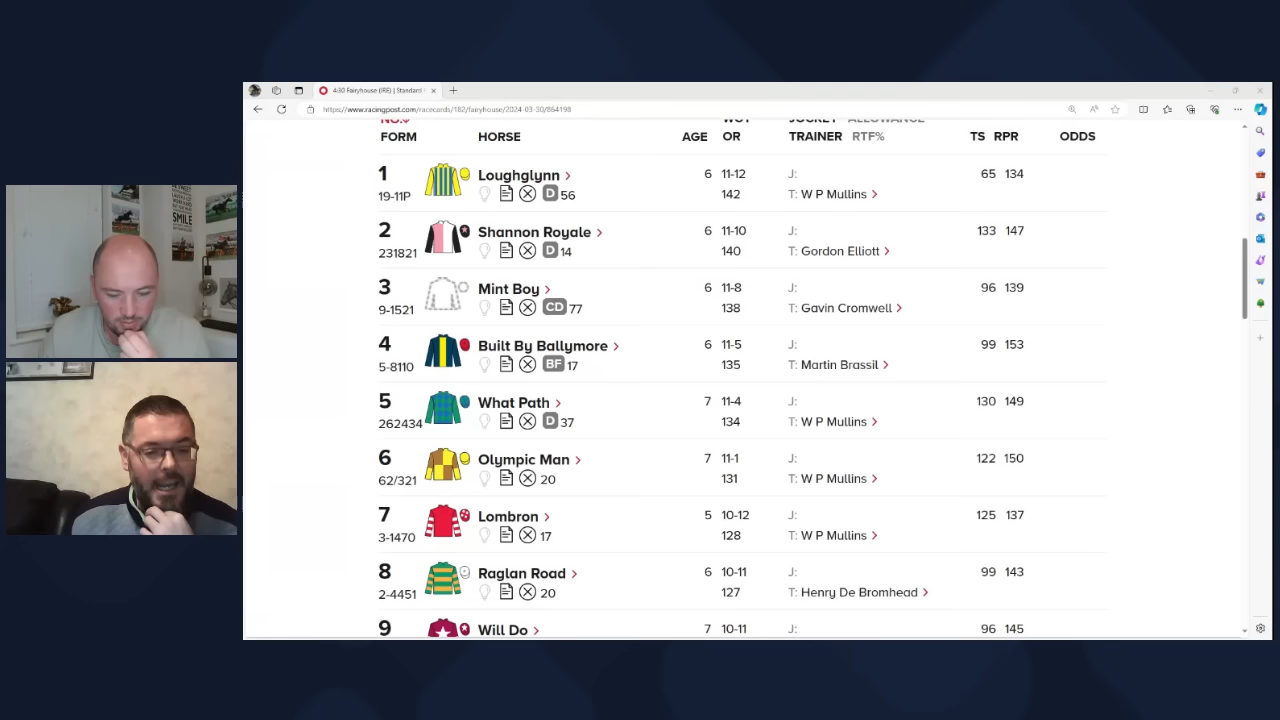 4:30 Fairyhouse (IRE) | Standard
https://www.racingpost.com/racecards/182/fairyhouse/2024-03-30/864198
NO.
FORM HORSE AGE OR TRAINER RTF% TS RPR ODDS
1 Loughglynn 6 11-12 J: 65 134
19-11P D 56 142 T: W P Mullins
2 Shannon Royale 6 11-10 J: 133 147
231821 D 14 140 T: Gordon Elliott
3 Mint Boy 6 11-8 J: 96 139
9-1521 CD 77 138 T: Gavin Cromwell
4 Built By Ballymore 6 11-5 J: 99 153
5-8110 BF 17 135 T: Martin Brassil
5 What Path 7 11-4 J: 130 149
262434 D 37 134 T: W P Mullins
6 Olympic Man 7 11-1 J: 122 150
62/321 20 131 T: W P Mullins
7 Lombron 5 10-12 J: 125 137
3-1470 17 128 T: W P Mullins
8 Raglan Road 6 10-11 J: 99 143
2-4451 20 127 T: Henry De Bromhead
9 Will Do 7 10-11 J: 96 145
SMILE